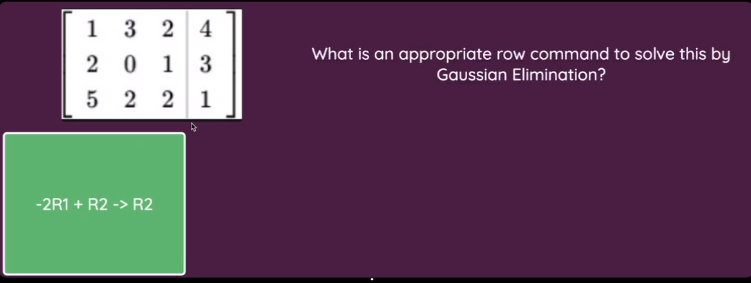 1 3 2 4
2 0 1 3
5 2 2 1
What is an appropriate row command to solve this by
Gaussian Elimination?
-2R1 + R2 -> R2